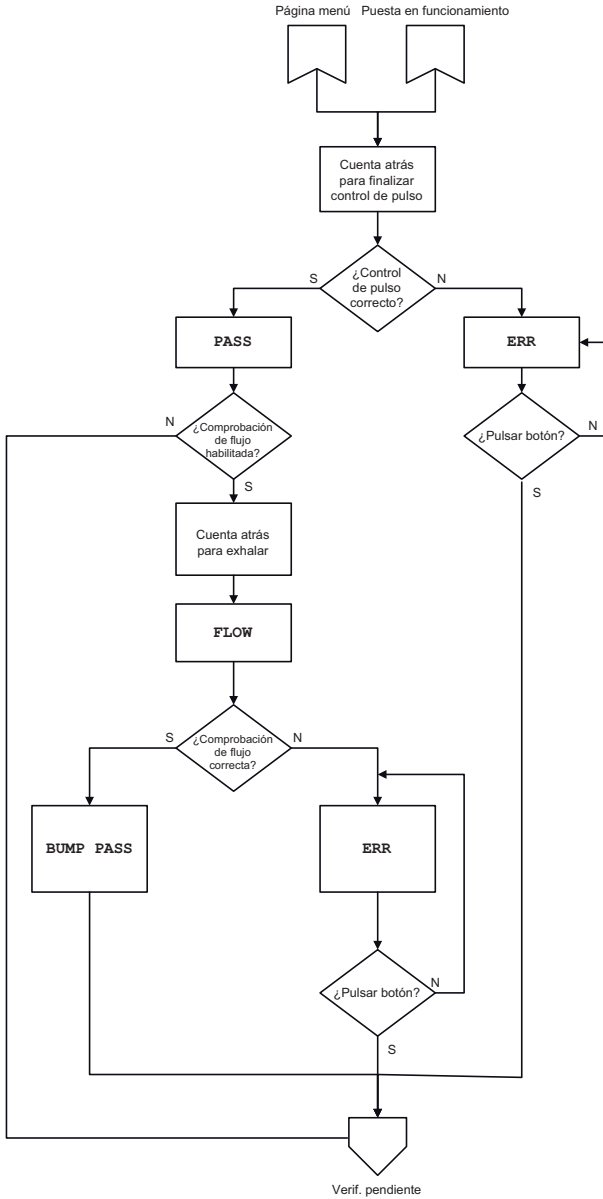 Página menú
Puesta en funcionamiento
Cuenta atrás
para finalizar
control de pulso
¿Control
de pulso
correcto?
S
N
PASS
ERR
¿Comprobación
de flujo
habilitada?
N
S
¿Pulsar botón?
N
S
Cuenta atrás
para exhalar
FLOW
¿Comprobación
de flujo
correcta?
S
N
BUMP PASS
ERR
¿Pulsar botón?
N
S
Verif. pendiente